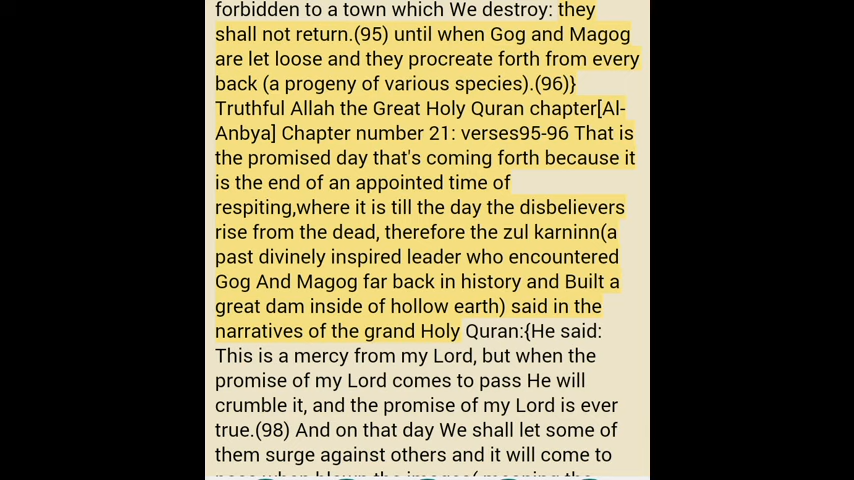 forbidden to a town which We destroy: they
shall not return.(95) until when Gog and Magog
are let loose and they procreate forth from every
back (a progeny of various species).(96)}
Truthful Allah the Great Holy Quran chapter[Al-
Anbya] Chapter number 21: verses95-96 That is
the promised day that's coming forth because it
is the end of an appointed time of
respiting,where it is till the day the disbelievers
rise from the dead, therefore the zul karninn(a
past divinely inspired leader who encountered
Gog And Magog far back in history and Built a
great dam inside of hollow earth) said in the
narratives of the grand Holy Quran:{He said:
This is a mercy from my Lord, but when the
promise of my Lord comes to pass He will
crumble it, and the promise of my Lord is ever
true.(98) And on that day We shall let some of
them surge against others and it will come to